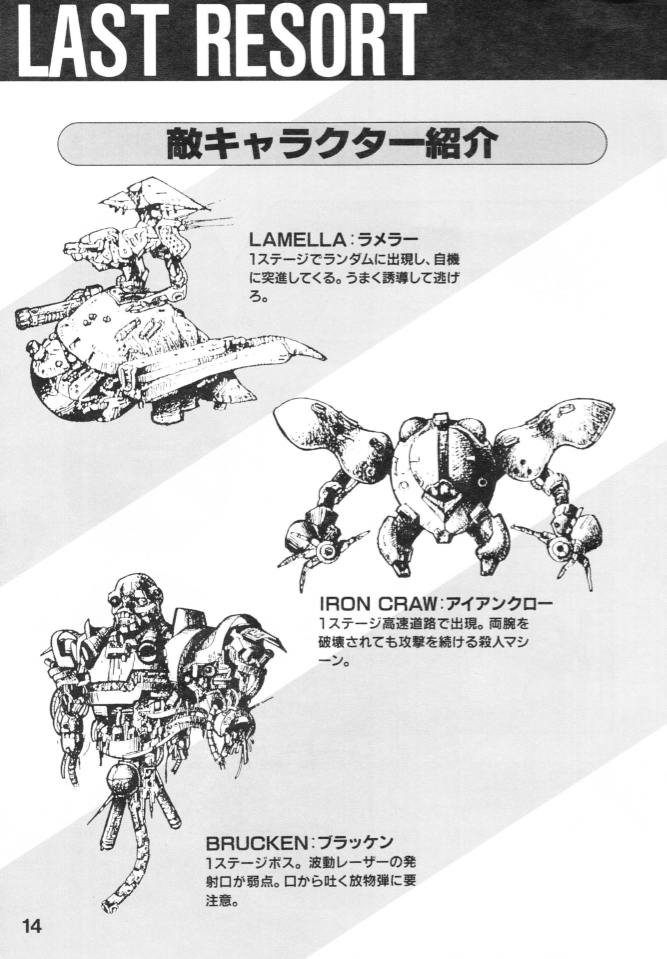 LAST RESORT
敵キャラクター紹介
LAMELLA:ラメラー
1ステージでランダムに出現し、自機
に突進してくる。うまく誘導して逃げ
ろ。
IRON CRAW:アイアンクロー
1ステージ高速道路で出現。両腕を
破壊されても攻撃を続ける殺人マシ
ーン。
BRUCKEN:ブラッケン
1ステージボス。波動レーザーの発
射口が弱点。口から吐く放物弾に要
注意。
14